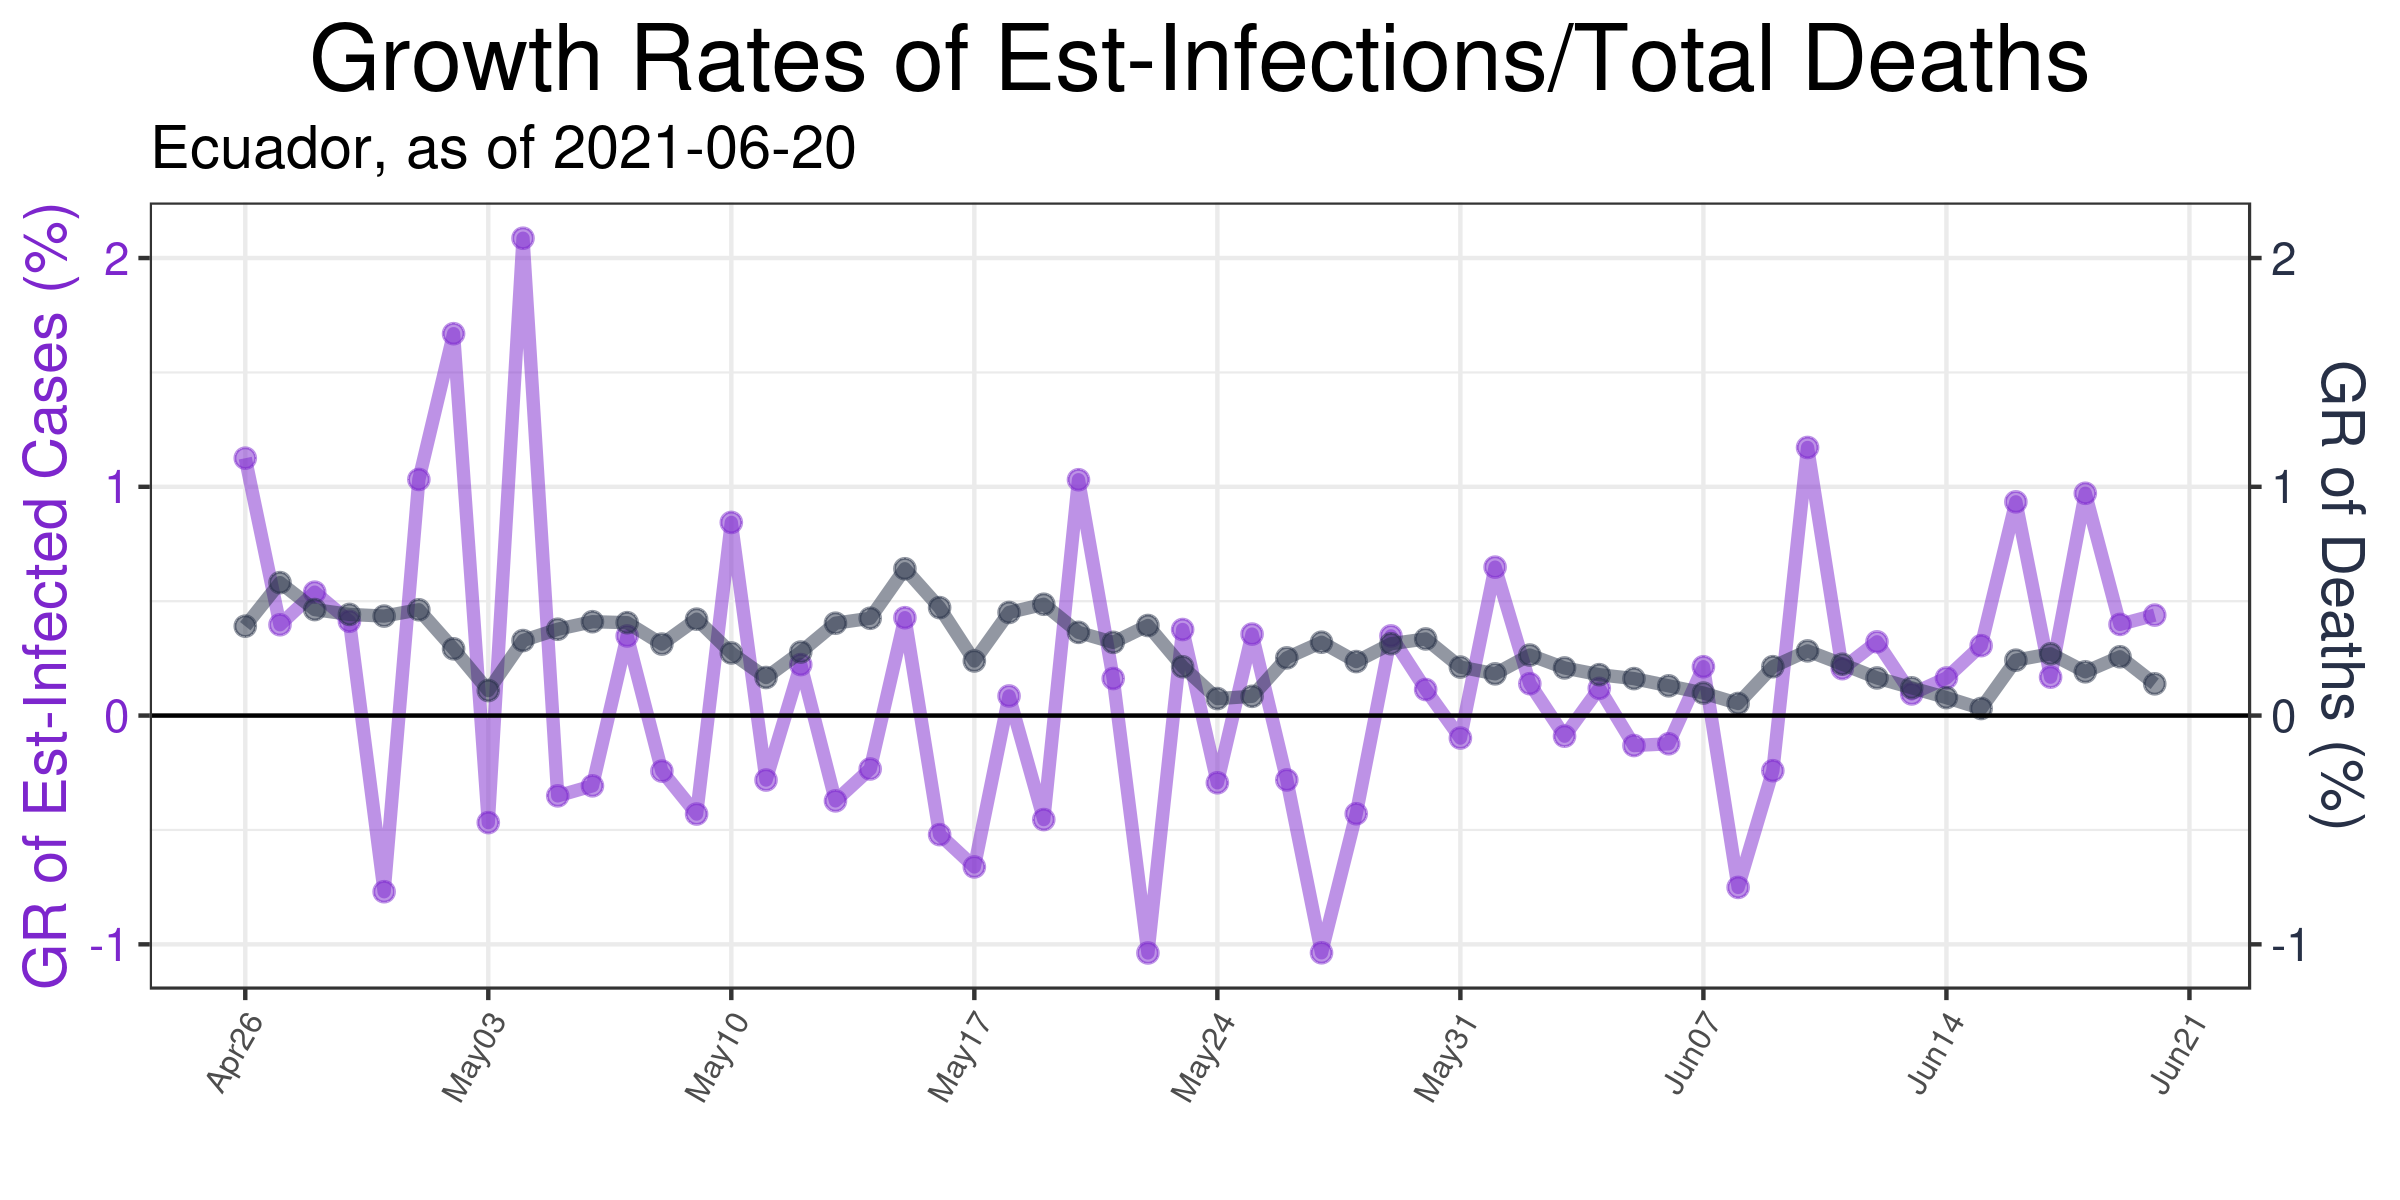 Growth Rates of Est-Infections/Total Deaths
Ecuador, as of 2021-06-20
GR of Est-Infected Cases (%)
2
1
0
-1
2
1
0
-1
GR of Deaths (%)
Apr26
May03
May10
May17
May24
May31
Jun07
Jun14
Jun21